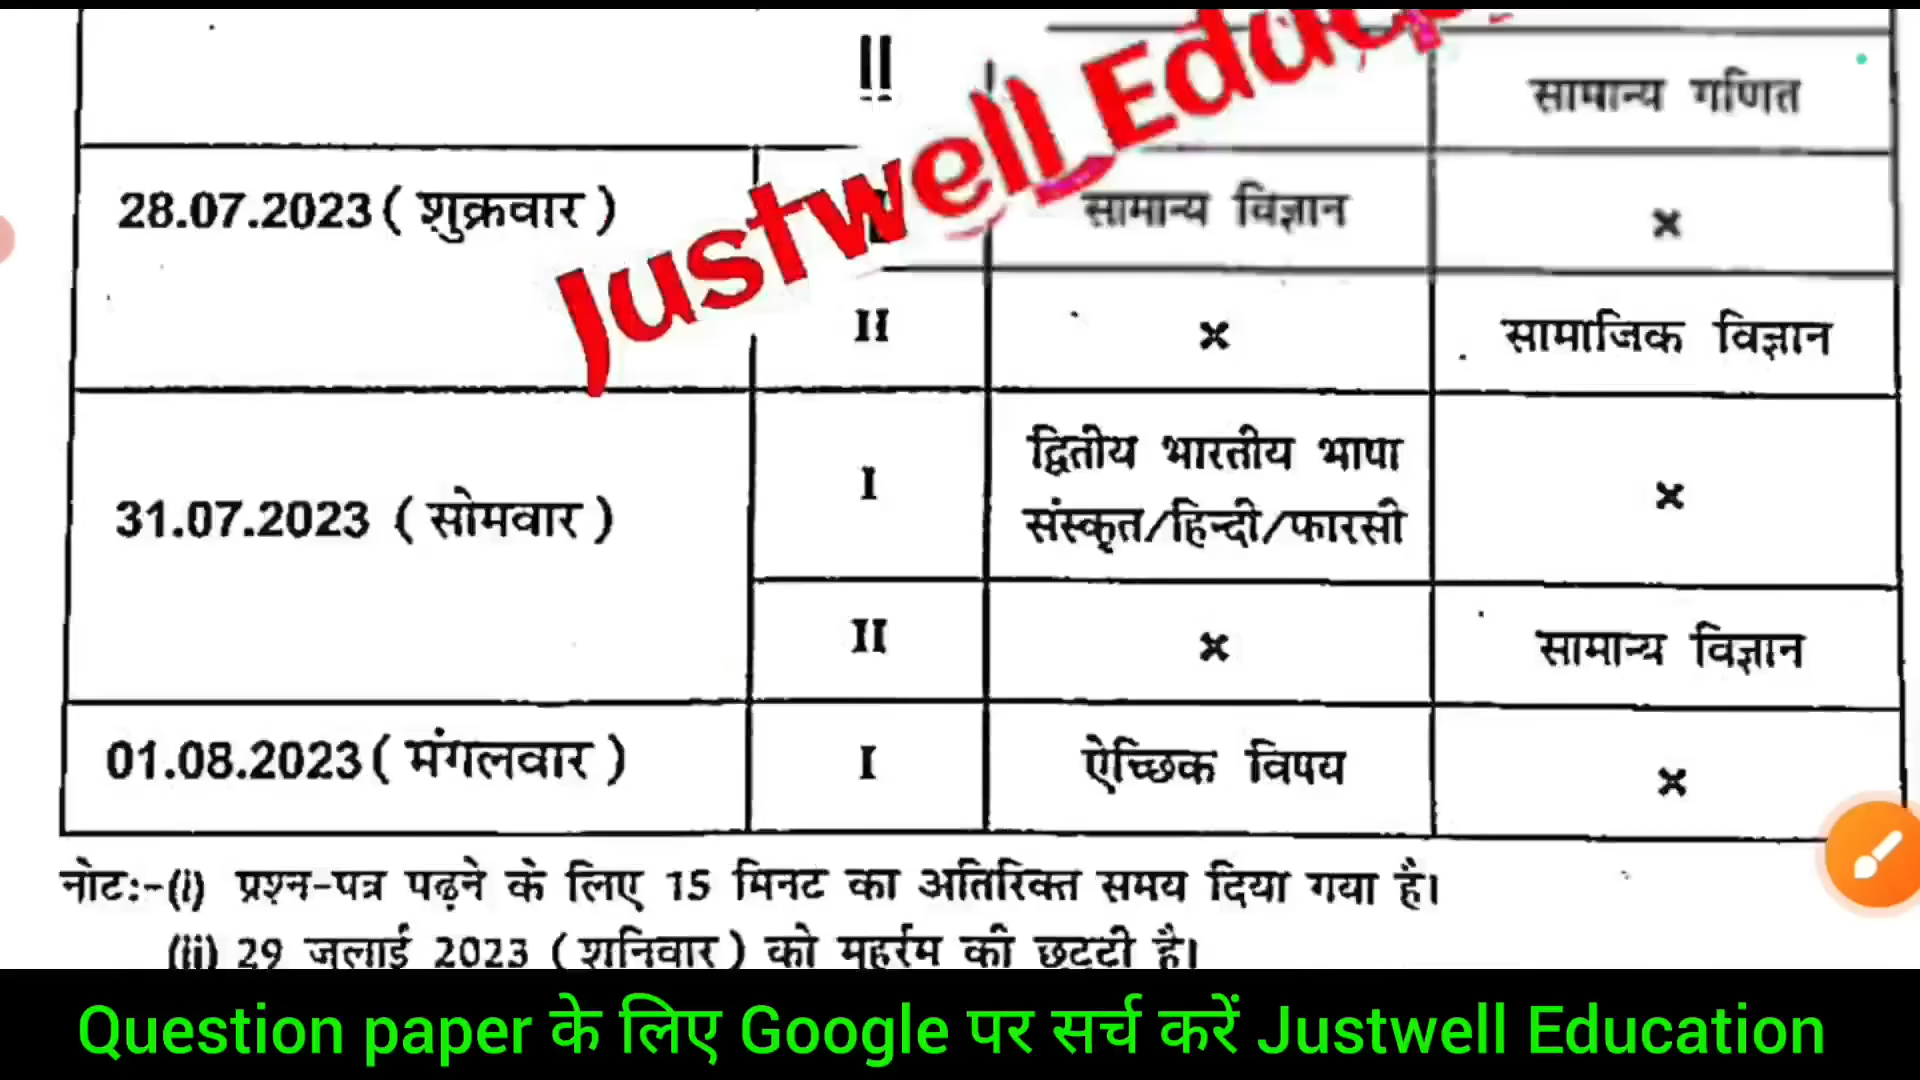 II
सामान्य गणित
Justwell Educ
28.07.2023 ( शुक्रवार )
सामान्य विज्ञान
×
II
×
सामाजिक विज्ञान
31.07.2023 ( सोमवार )
I
द्वितीय भारतीय भाषा
संस्कृत/हिन्दी/फारसी
×
II
×
सामान्य विज्ञान
01.08.2023 ( मंगलवार )
I
ऐच्छिक विषय
×
नोट:-(i) प्रश्न-पत्र पढ़ने के लिए 15 मिनट का अतिरिक्त समय दिया गया है।
(ii) 29 जुलाई 2023 ( शनिवार ) को मुहर्रम की छुट्टी है।
Question paper के लिए Google पर सर्च करें Justwell Education